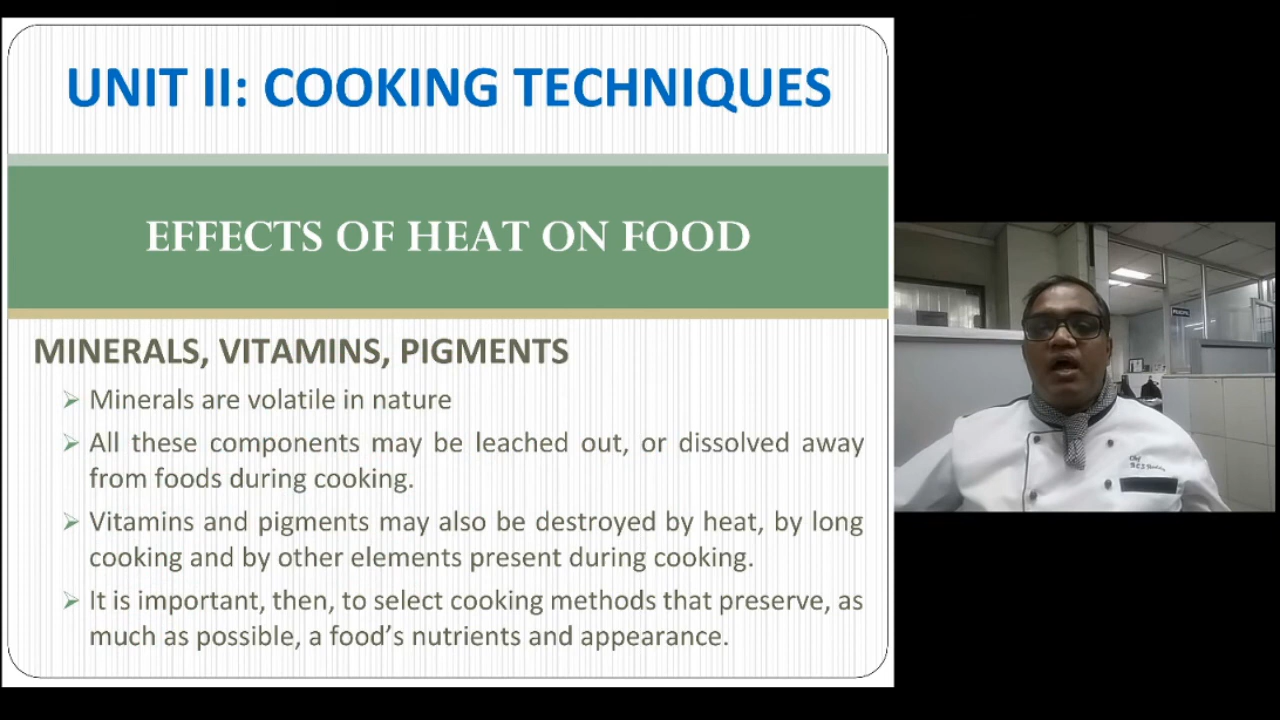 UNIT II: COOKING TECHNIQUES
EFFECTS OF HEAT ON FOOD
MINERALS, VITAMINS, PIGMENTS
Minerals are volatile in nature
All these components may be leached out, or dissolved away
from foods during cooking.
Vitamins and pigments may also be destroyed by heat, by long
cooking and by other elements present during cooking.
It is important, then, to select cooking methods that preserve, as
much as possible, a food's nutrients and appearance.
Chef